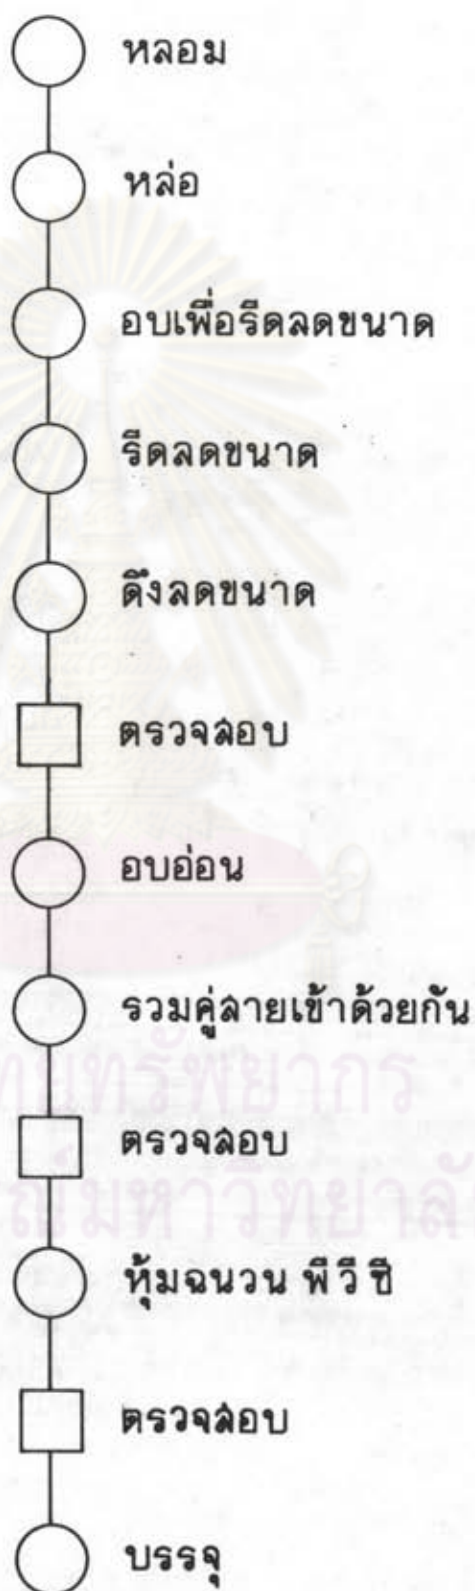 หลอม
หล่อ
อบเพื่อรีดลดขนาด
รีดลดขนาด
ดึงลดขนาด
ตรวจสอบ
อบอ่อน
รวมคู่สายเข้าด้วยกัน
ตรวจสอบ
หุ้มฉนวน พี วี ซี
ตรวจสอบ
บรรจุ